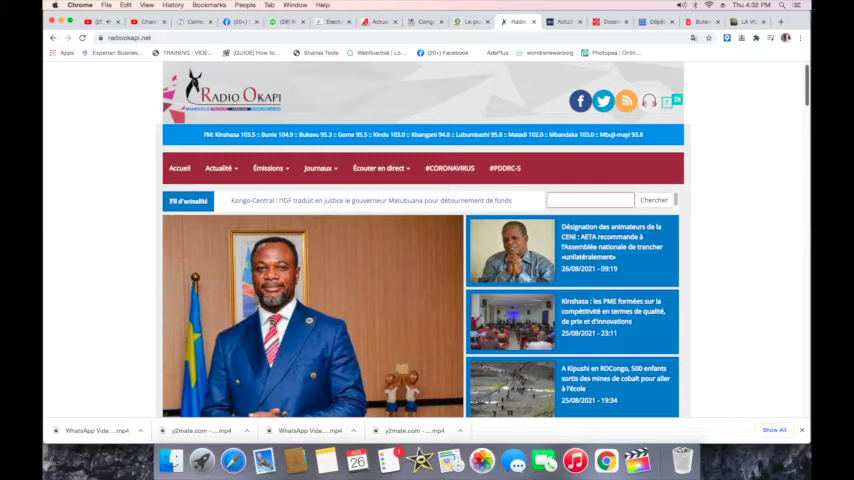 Chrome File Edit View History Bookmarks People Tab Window Help
Thu 4:32 PM
radiookapi.net
Apps
Experian Busines...
TRAINING : VIDE...
[GUIDE] How to...
Shanes Tools
Webfluential | Lo...
(20+) Facebook
AdsPlus
worldnewsera.org
Photopea | Onlin...
RADIO OKAPI
FM: Kinshasa 103.5 :: Bunia 104.9 :: Bukavu 95.3 :: Goma 95.5 :: Kindu 103.0 :: Kisangani 94.8 :: Lubumbashi 95.8 :: Matadi 102.0 :: Mbandaka 103.0 :: Mbuji-mayi 93.8
Accueil Actualité Émissions Journaux Écouter en direct #CORONAVIRUS #PDDRC-S
Fil d'actualité
Kongo-Central : l'IGF traduit en justice le gouverneur Matubuana pour détournement de fonds
Chercher
Désignation des animateurs de la
CENI : AETA recommande à
l'Assemblée nationale de trancher
«unilatéralement»
26/08/2021 - 09:19
Kinshasa : les PME formées sur la
compétitivité en termes de qualité,
de prix et d'innovations
25/08/2021 - 23:11
A Kipushi en RDCongo, 500 enfants
sortis des mines de cobalt pour aller
à l'école
25/08/2021 - 19:34
WhatsApp Vide....mp4
y2mate.com -....mp4
WhatsApp Vide....mp4
y2mate.com -....mp4
Show All
AUG
26
1